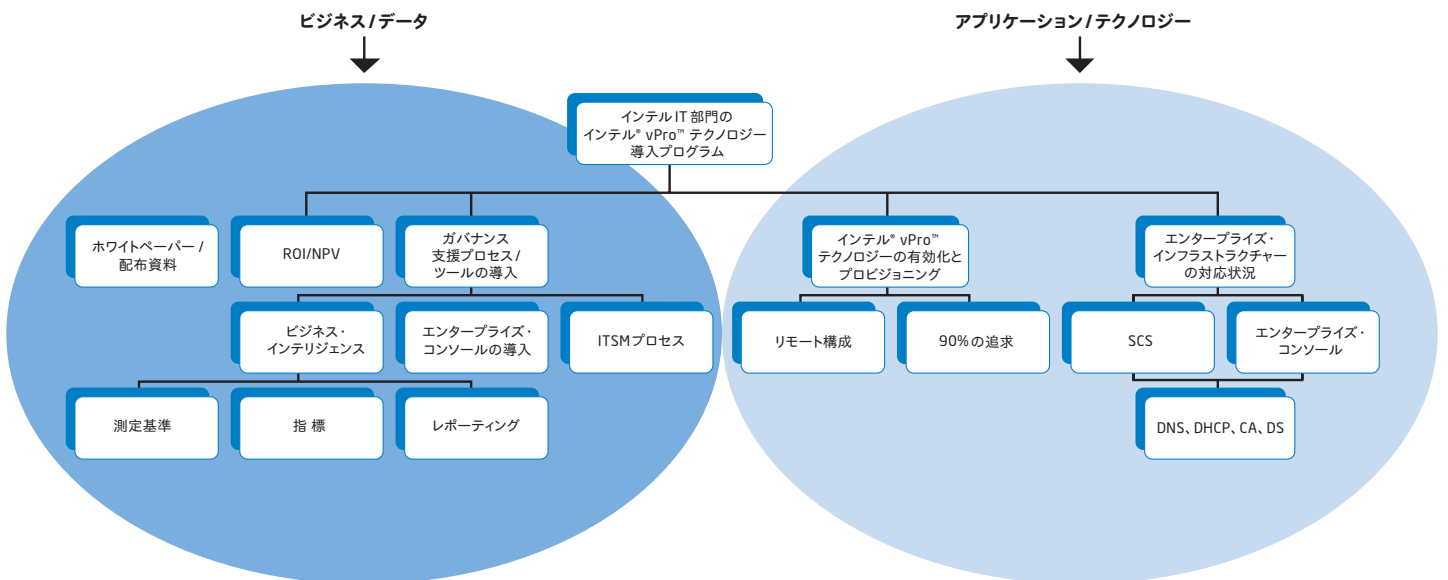 ビジネス/データ
アプリケーション/テクノロジー
インテル IT 部門の
インテル® vPro™ テクノロジー
導入プログラム
ホワイトペーパー/
配布資料
ROI/NPV
ガバナンス
支援プロセス/
ツールの導入
インテル® vPro™
テクノロジーの有効化と
プロビジョニング
エンタープライズ・
インフラストラクチャー
の対応状況
ビジネス・
インテリジェンス
エンタープライズ・
コンソールの導入
ITSMプロセス
リモート構成
90%の追求
SCS
エンタープライズ・
コンソール
測定基準
指 標
レポーティング
DNS、DHCP、CA、DS